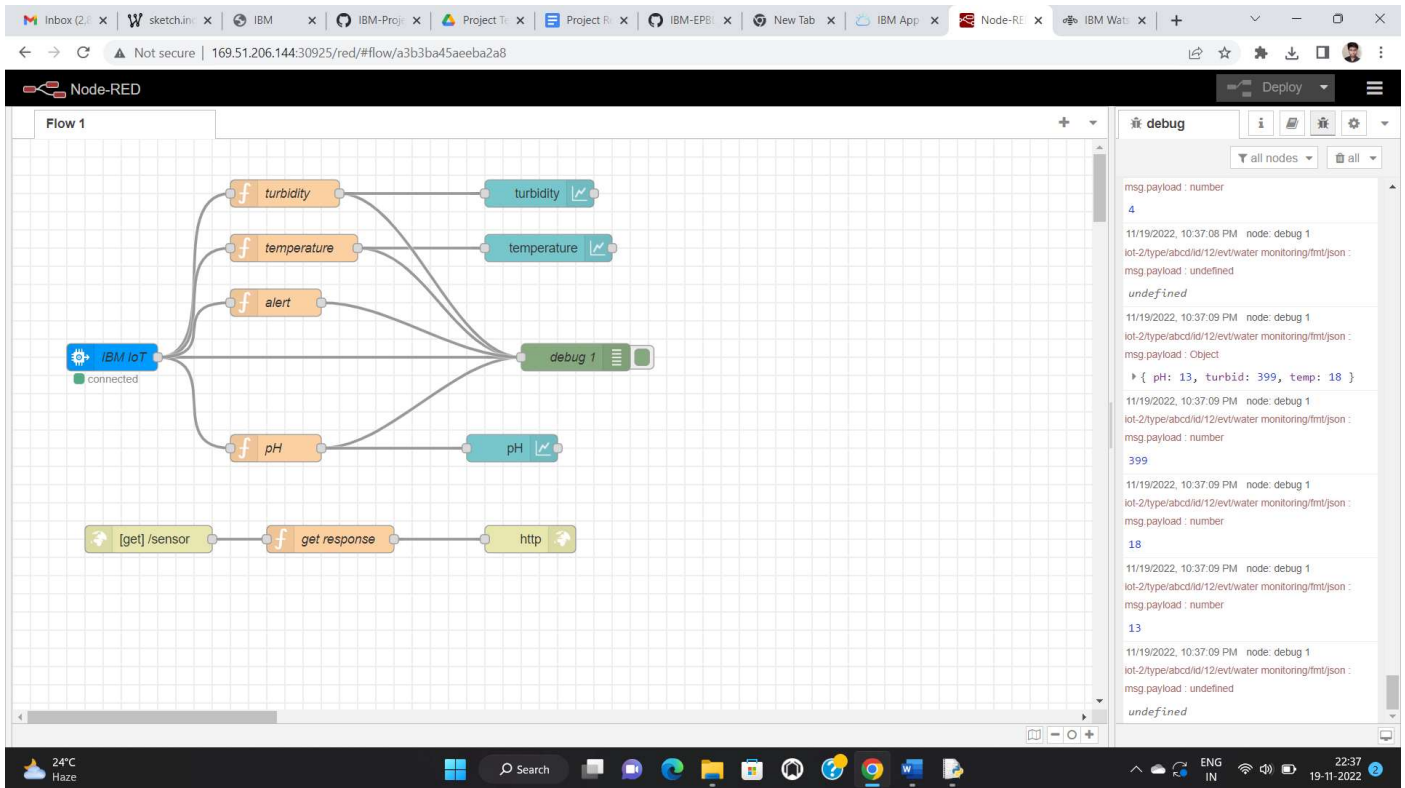 Inbox (2,
sketch.in
IBM
IBM-Proj
Project T
Project R
IBM-EPB
New Tab
IBM App
Node-RE
IBM Wat
Not secure | 169.51.206.144:30925/red/#flow/a3b3ba45aeeba2a8
Node-RED
Deploy
Flow 1
debug
all nodes
all
turbidity
turbidity
temperature
temperature
alert
IBM IoT
connected
debug 1
pH
pH
[get] /sensor
get response
http
msg.payload : number
4
11/19/2022, 10:37:08 PM node: debug 1
iot-2/type/abcd/id/12/evt/water monitoring/fmt/json :
msg.payload : undefined
undefined
11/19/2022, 10:37:09 PM node: debug 1
iot-2/type/abcd/id/12/evt/water monitoring/fmt/json :
msg.payload : Object
{ pH: 13, turbid: 399, temp: 18 }
11/19/2022, 10:37:09 PM node: debug 1
iot-2/type/abcd/id/12/evt/water monitoring/fmt/json :
msg.payload : number
399
11/19/2022, 10:37:09 PM node: debug 1
iot-2/type/abcd/id/12/evt/water monitoring/fmt/json :
msg.payload : number
18
11/19/2022, 10:37:09 PM node: debug 1
iot-2/type/abcd/id/12/evt/water monitoring/fmt/json :
msg.payload : number
13
11/19/2022, 10:37:09 PM node: debug 1
iot-2/type/abcd/id/12/evt/water monitoring/fmt/json :
msg.payload : undefined
undefined
24°C
Haze
Search
ENG
IN
22:37
19-11-2022
2